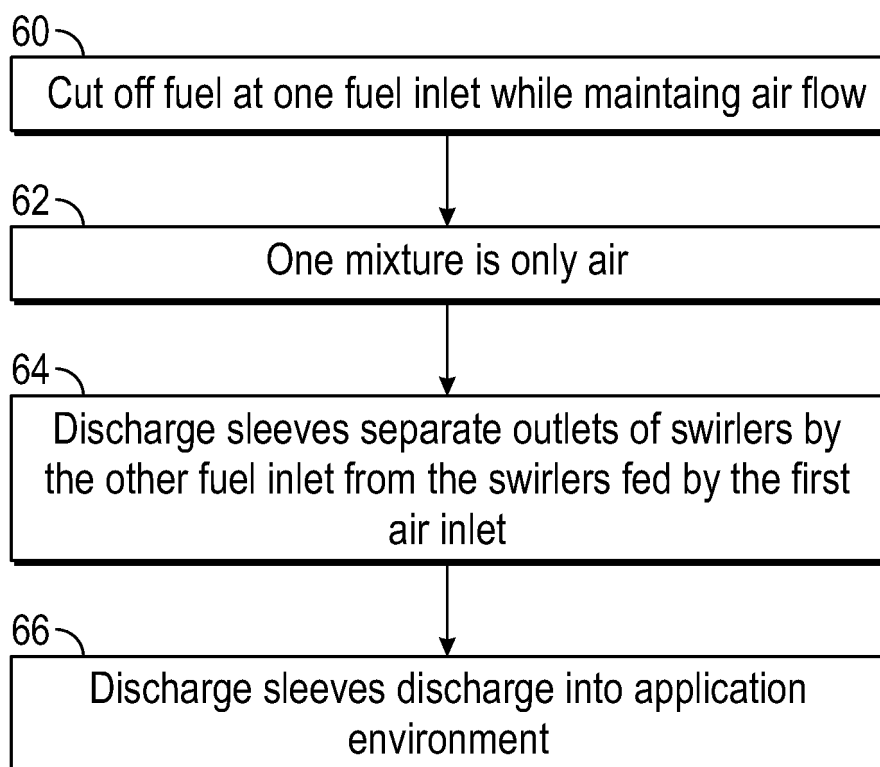 60
Cut off fuel at one fuel inlet while maintaing air flow
62
One mixture is only air
64
Discharge sleeves separate outlets of swirlers by
the other fuel inlet from the swirlers fed by the first
air inlet
66
Discharge sleeves discharge into application
environment